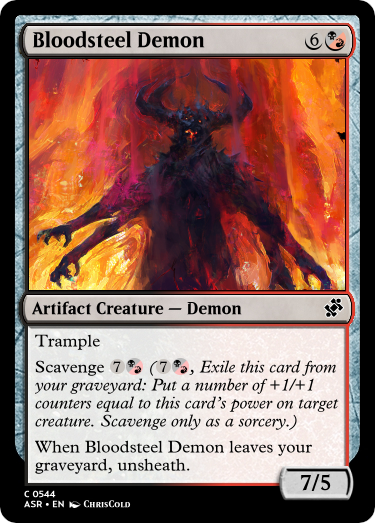 Bloodsteel Demon 6
Artifact Creature — Demon
Trample
Scavenge 7 (7, Exile this card from
your graveyard: Put a number of +1/+1
counters equal to this card's power on target
creature. Scavenge only as a sorcery.)
When Bloodsteel Demon leaves your
graveyard, unsheath.
7/5
C 0544
ASR • EN ChrisCold